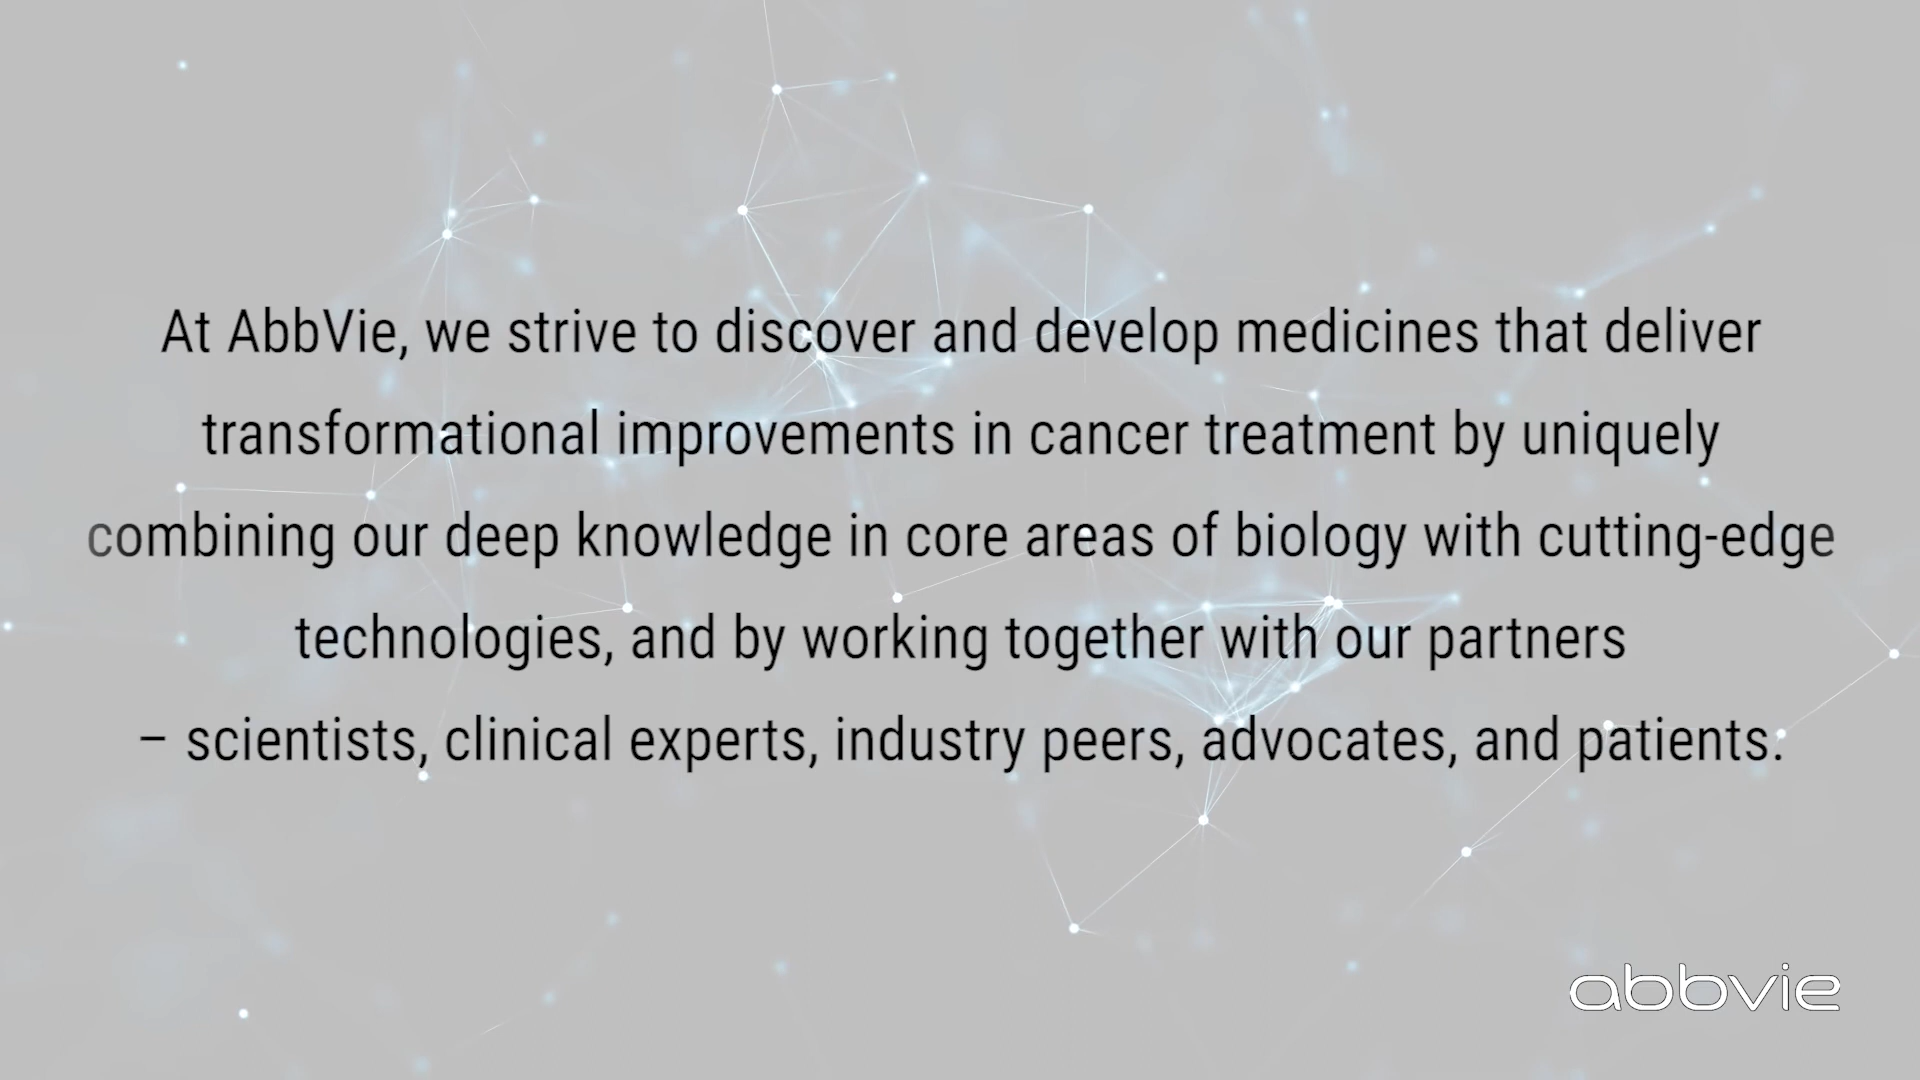 At AbbVie, we strive to discover and develop medicines that deliver
transformational improvements in cancer treatment by uniquely
combining our deep knowledge in core areas of biology with cutting-edge
technologies, and by working together with our partners
– scientists, clinical experts, industry peers, advocates, and patients.
abbvie